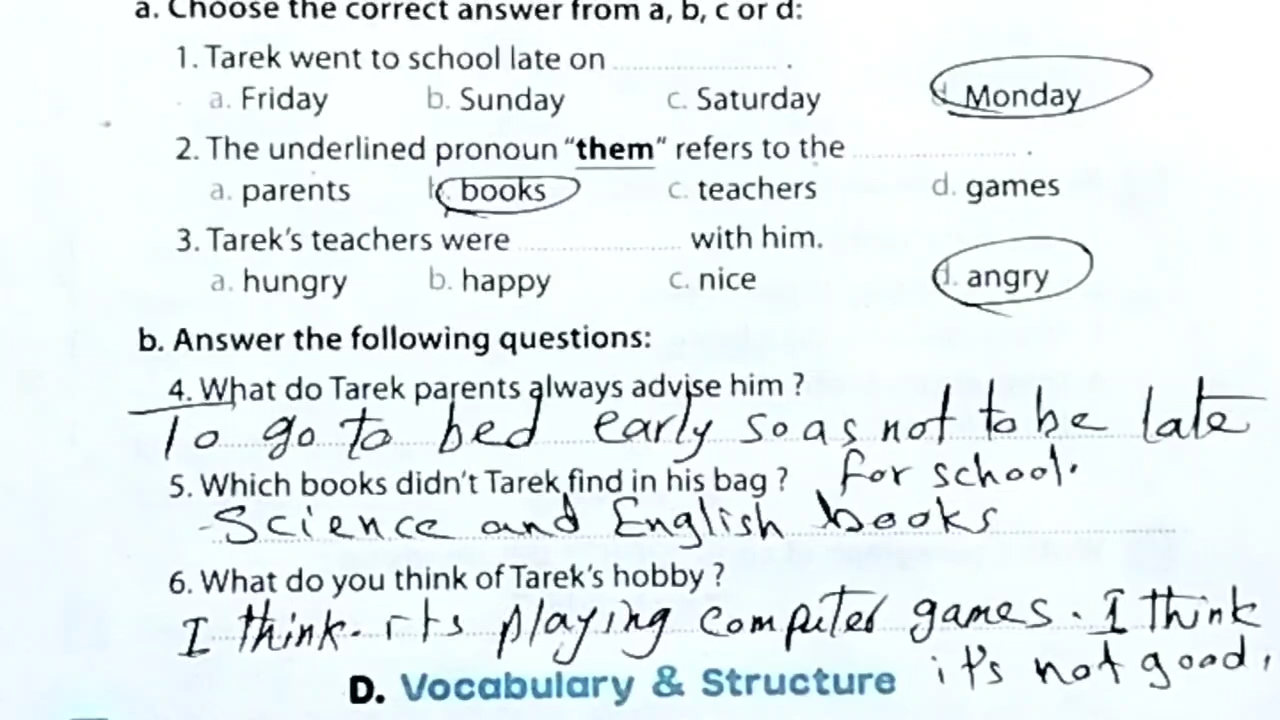 a. Choose the correct answer from a, b, c or d:
1. Tarek went to school late on .................... .
a. Friday b. Sunday c. Saturday d. Monday
2. The underlined pronoun “them” refers to the .................... .
a. parents b. books c. teachers d. games
3. Tarek’s teachers were .................... with him.
a. hungry b. happy c. nice d. angry
b. Answer the following questions:
4. What do Tarek parents always advise him ?
To go to bed early so as not to be late
for school.
5. Which books didn’t Tarek find in his bag ?
Science and English books
6. What do you think of Tarek’s hobby ?
I think its playing computer games. I think
it's not good.
D. Vocabulary & Structure